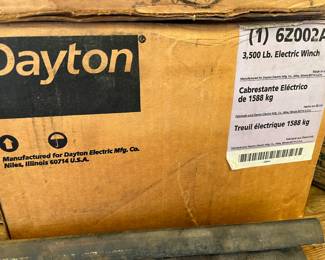 Dayton
Manufactured for Dayton Electric Mfg. Co.
Niles, Illinois 60714 U.S.A.
(1) 6Z002A
3,500 Lb. Electric Winch
Cabrestante Eléctrico
de 1588 kg
Treuil électrique 1588 kg